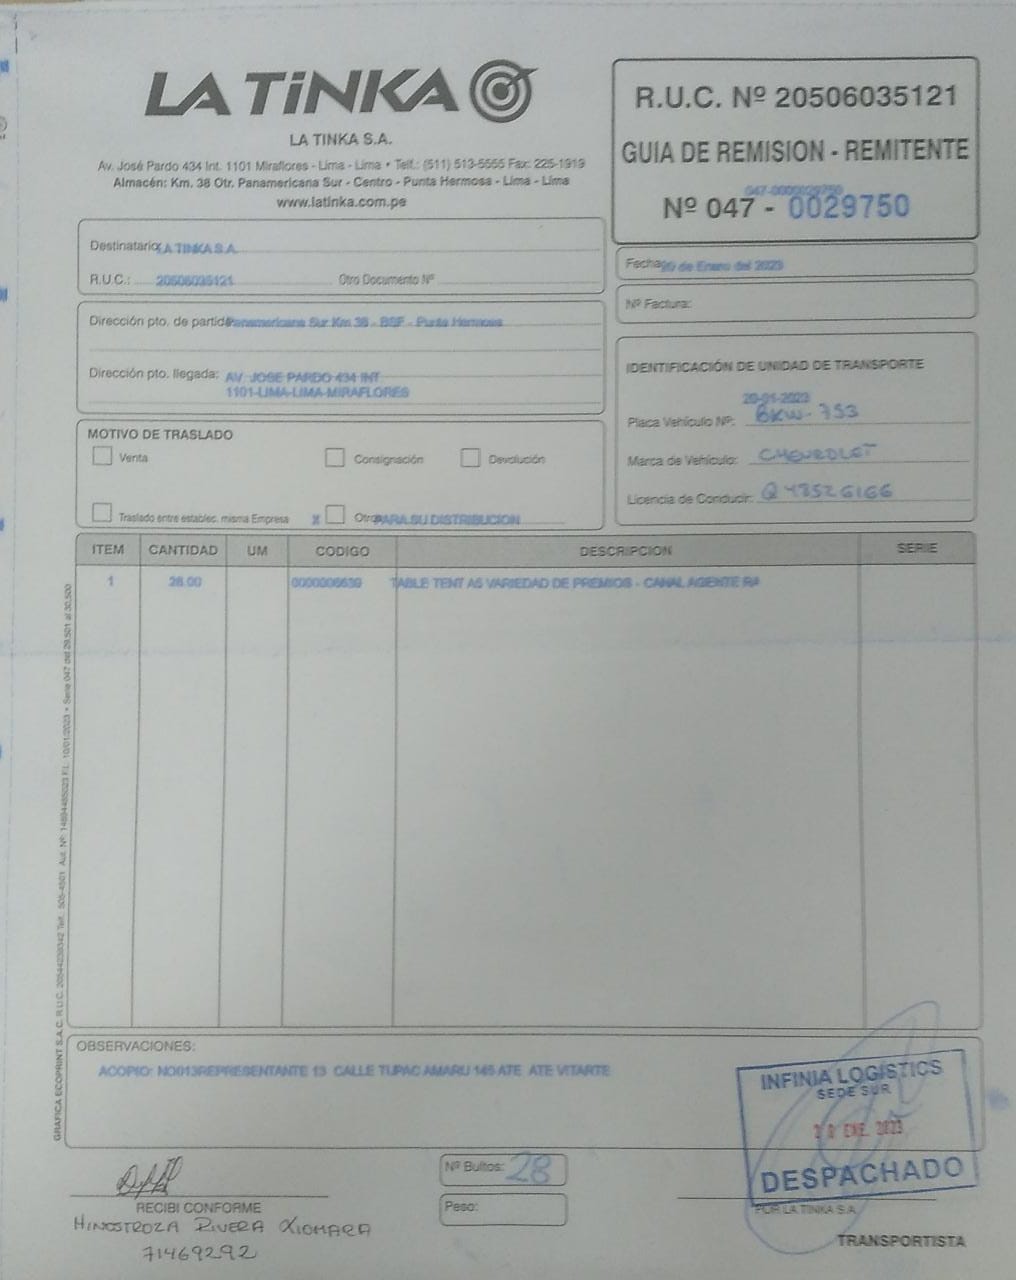 LA TiNKA
LA TINKA S.A.
Av. José Pardo 434 Int. 1101 Miraflores - Lima - Lima • Telf.: (511) 513-5555 Fax: 225-1919
Almacén: Km. 38 Otr. Panamericana Sur - Centro - Punta Hermosa - Lima - Lima
www.latinka.com.pe
R.U.C. Nº 20506035121
GUIA DE REMISION - REMITENTE
047-0000029750
Nº 047 - 0029750
Destinatario: LA TINKA S.A.
R.U.C.: 20506035121 Otro Documento Nº
Fecha: 20 de Enero del 2023
Nº Factura:
Dirección pto. de partida: Panamericana Sur Km 38 - BSF - Punta Hermosa
Dirección pto. llegada: AV. JOSE PARDO 434 INT.
1101-LIMA-LIMA-MIRAFLORES
IDENTIFICACIÓN DE UNIDAD DE TRANSPORTE
20-01-2023
Placa Vehículo Nº: BKW-753
Marca de Vehículo: CHEVROLET
Licencia de Conducir: Q48526166
MOTIVO DE TRASLADO
Venta Consignación Devolución
Traslado entre establec. misma Empresa X Otros PARA SU DISTRIBUCION
ITEM CANTIDAD UM CODIGO DESCRIPCION SERIE
1 28.00 0000006639 TABLE TENT A5 VARIEDAD DE PREMIOS - CANAL AGENTE RA
GRAFICA ECOPRINT S.A.C. R.U.C. 20544238342 Telf. 505-4501 Aut. Nº: 14894485023 F.I. 10/01/2023 • Serie 047 del 29,501 al 30,500
OBSERVACIONES:
ACOPIO: NO013REPRESENTANTE 13 CALLE TUPAC AMARU 145 ATE ATE VITARTE
INFINIA LOGÍSTICS
SEDE SUR
20 ENE. 2023
DESPACHADO
Nº Bultos: 28
Peso:
RECIBI CONFORME
HINOSTROZA RIVERA XIOMARA
71469292
POR LA TINKA S.A.
TRANSPORTISTA